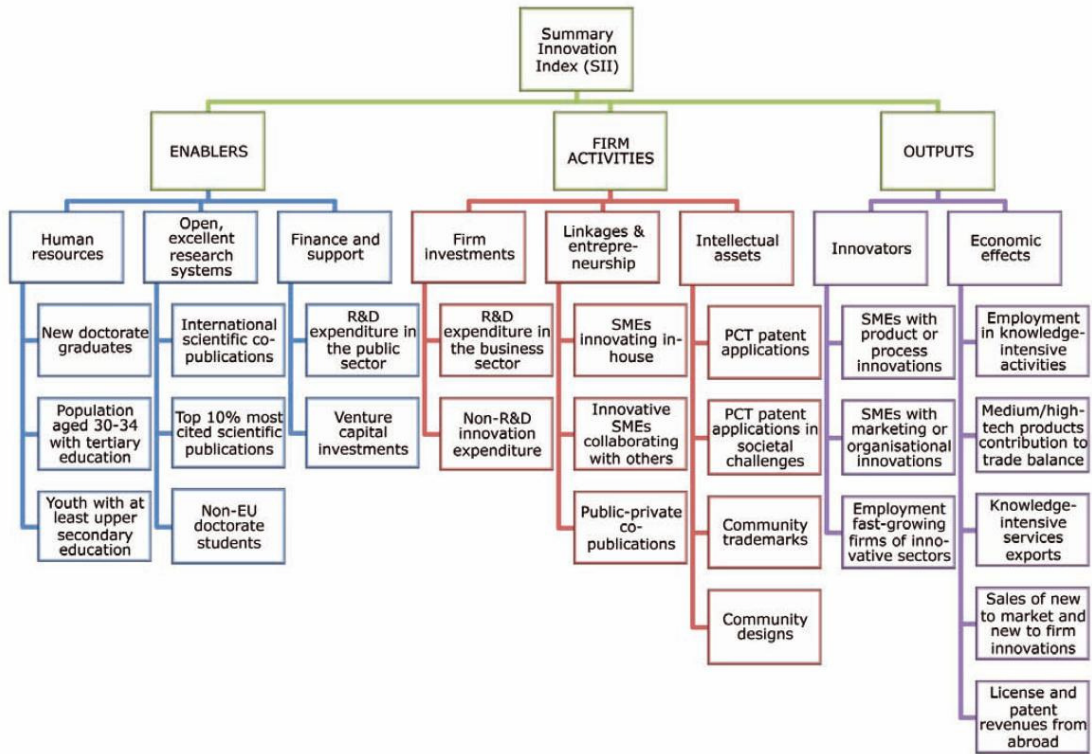 Summary
Innovation
Index (SII)
ENABLERS
FIRM
ACTIVITIES
OUTPUTS
Human
resources
Open,
excellent
research
systems
Finance and
support
Firm
investments
Linkages &
entrepre-
neurship
Intellectual
assets
Innovators
Economic
effects
New doctorate
graduates
International
scientific co-
publications
R&D
expenditure in
the public
sector
R&D
expenditure in
the business
sector
SMEs
innovating in-
house
PCT patent
applications
SMEs with
product or
process
innovations
Employment
in knowledge-
intensive
activities
Population
aged 30-34
with tertiary
education
Top 10% most
cited scientific
publications
Venture
capital
investments
Non-R&D
innovation
expenditure
Innovative
SMEs
collaborating
with others
PCT patent
applications in
societal
challenges
SMEs with
marketing or
organisational
innovations
Medium/high-
tech products
contribution to
trade balance
Youth with at
least upper
secondary
education
Non-EU
doctorate
students
Public-private
co-
publications
Community
trademarks
Employment
fast-growing
firms of inno-
vative sectors
Knowledge-
intensive
services
exports
Community
designs
Sales of new
to market and
new to firm
innovations
License and
patent
revenues from
abroad